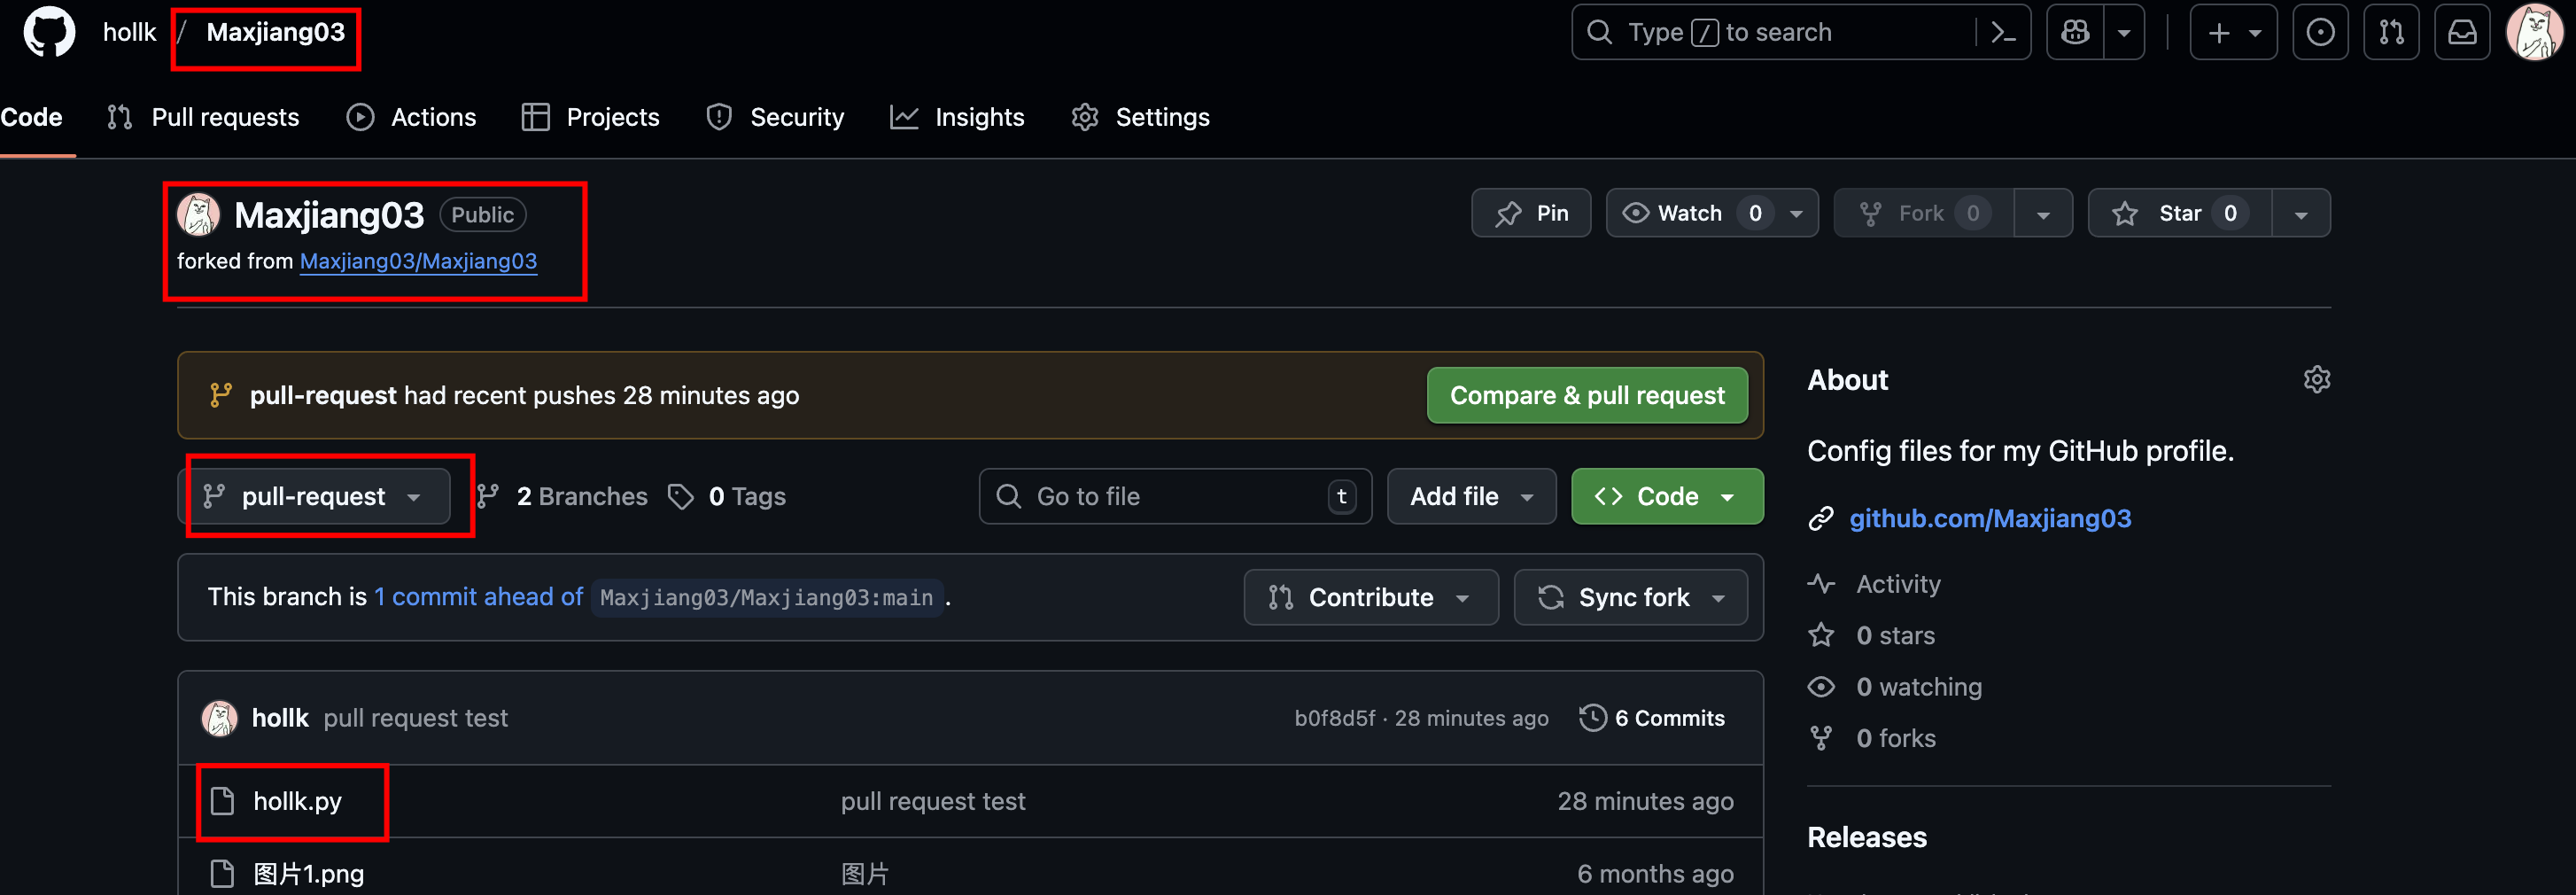 hollk / Maxjiang03
Type / to search
Code Pull requests Actions Projects Security Insights Settings
Maxjiang03 Public
forked from Maxjiang03/Maxjiang03
Pin Watch 0 Fork 0 Star 0
pull-request had recent pushes 28 minutes ago
Compare & pull request
pull-request 2 Branches 0 Tags
Go to file t
Add file <> Code
This branch is 1 commit ahead of Maxjiang03/Maxjiang03:main .
Contribute Sync fork
hollk pull request test b0f8d5f · 28 minutes ago 6 Commits
hollk.py pull request test 28 minutes ago
图片1.png 图片 6 months ago
About
Config files for my GitHub profile.
github.com/Maxjiang03
Activity
0 stars
0 watching
0 forks
Releases